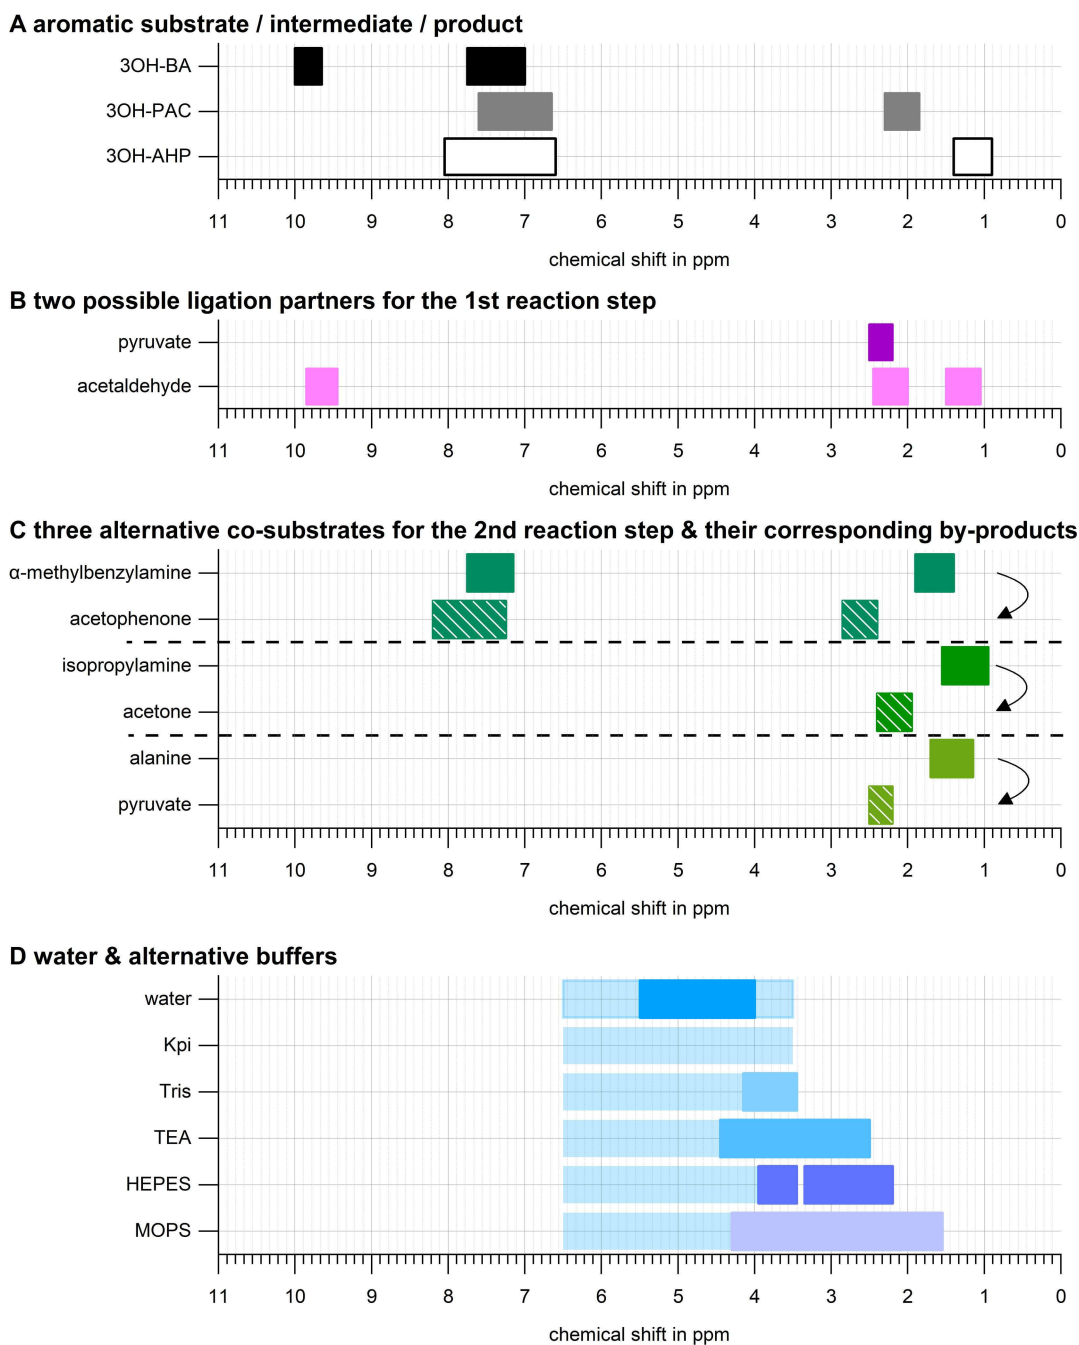 A aromatic substrate / intermediate / product
3OH-BA
3OH-PAC
3OH-AHP
11 10 9 8 7 6 5 4 3 2 1 0
chemical shift in ppm
B two possible ligation partners for the 1st reaction step
pyruvate
acetaldehyde
11 10 9 8 7 6 5 4 3 2 1 0
chemical shift in ppm
C three alternative co-substrates for the 2nd reaction step & their corresponding by-products
α-methylbenzylamine
acetophenone
isopropylamine
acetone
alanine
pyruvate
11 10 9 8 7 6 5 4 3 2 1 0
chemical shift in ppm
D water & alternative buffers
water
Kpi
Tris
TEA
HEPES
MOPS
11 10 9 8 7 6 5 4 3 2 1 0
chemical shift in ppm